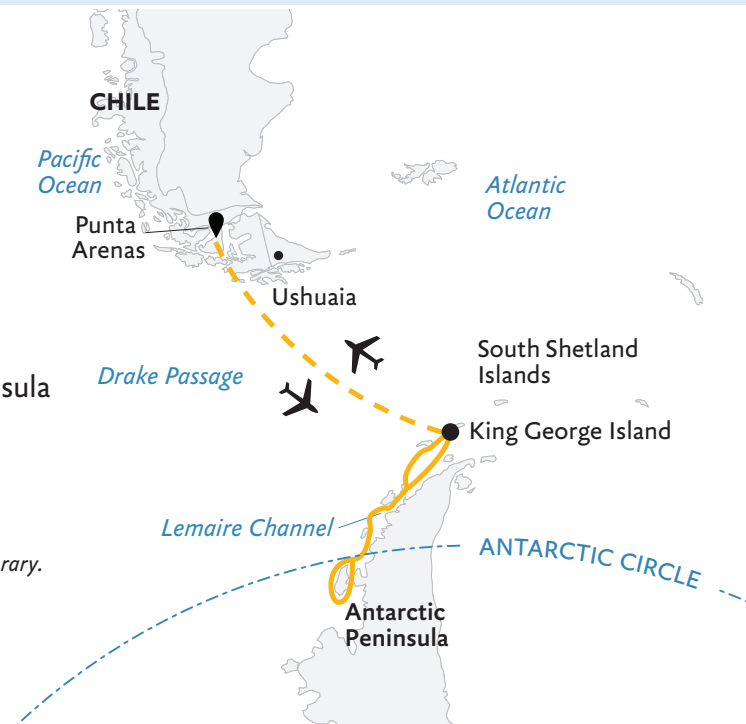 CHILE
Pacific
Ocean
Atlantic
Ocean
Punta
Arenas
Ushuaia
South Shetland
Islands
Drake Passage
sula
King George Island
Lemaire Channel
ANTARCTIC CIRCLE
rary.
Antarctic
Peninsula